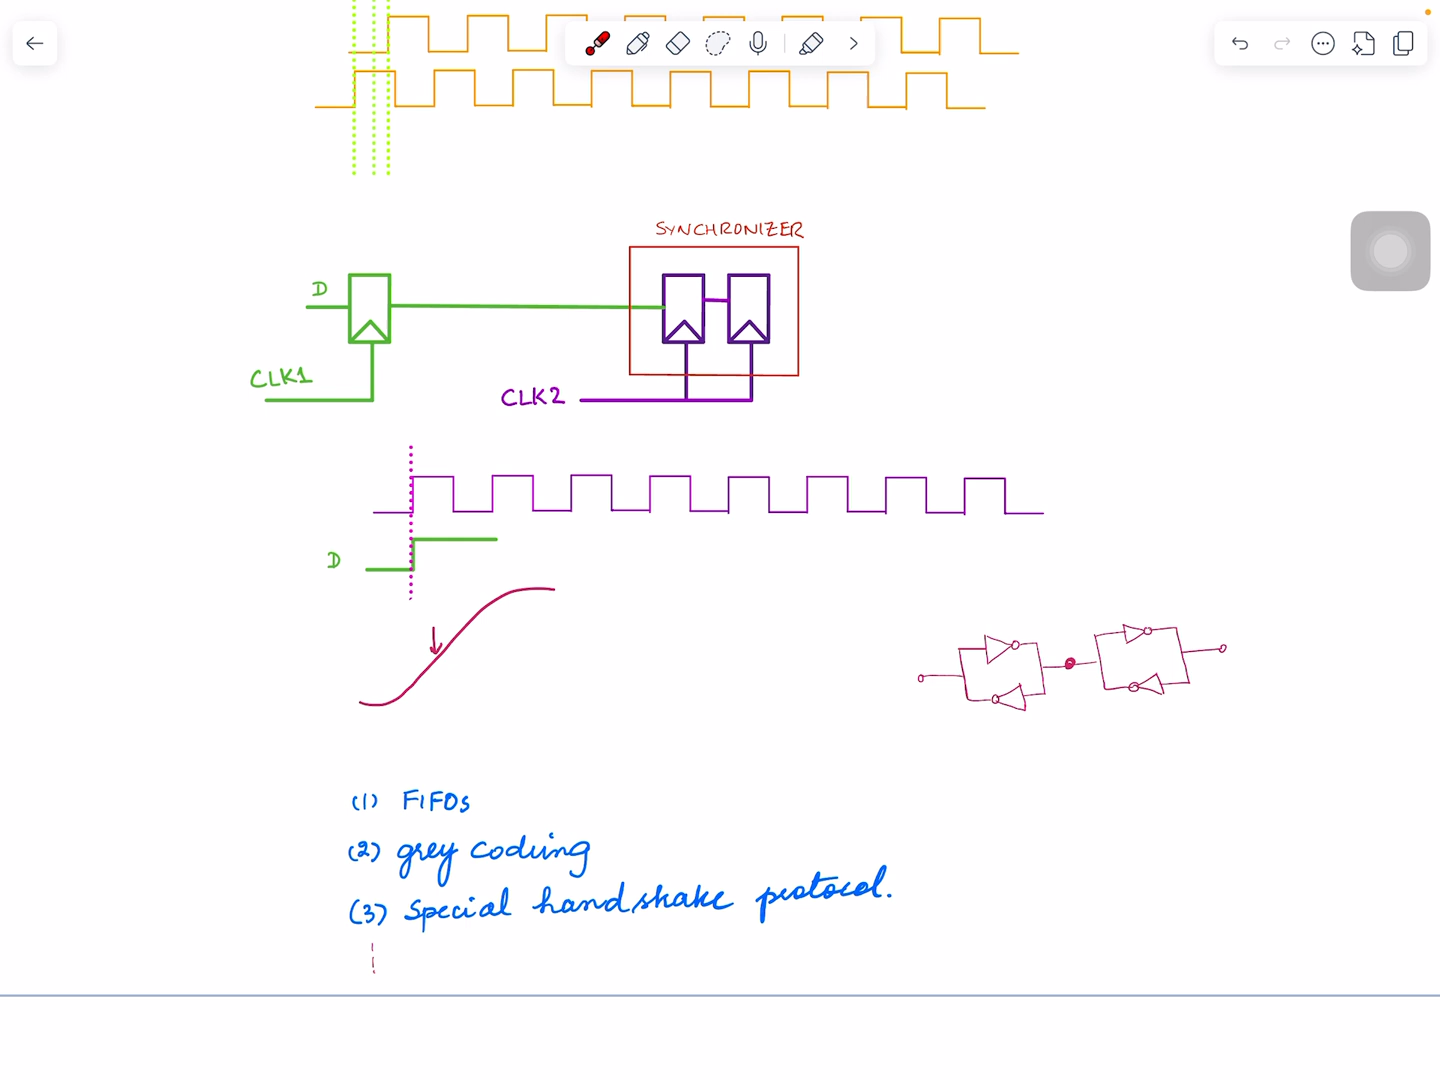 SYNCHRONIZER
D
CLK1
CLK2
D
(1) FIFOs
(2) grey coding
(3) Special handshake protocol.